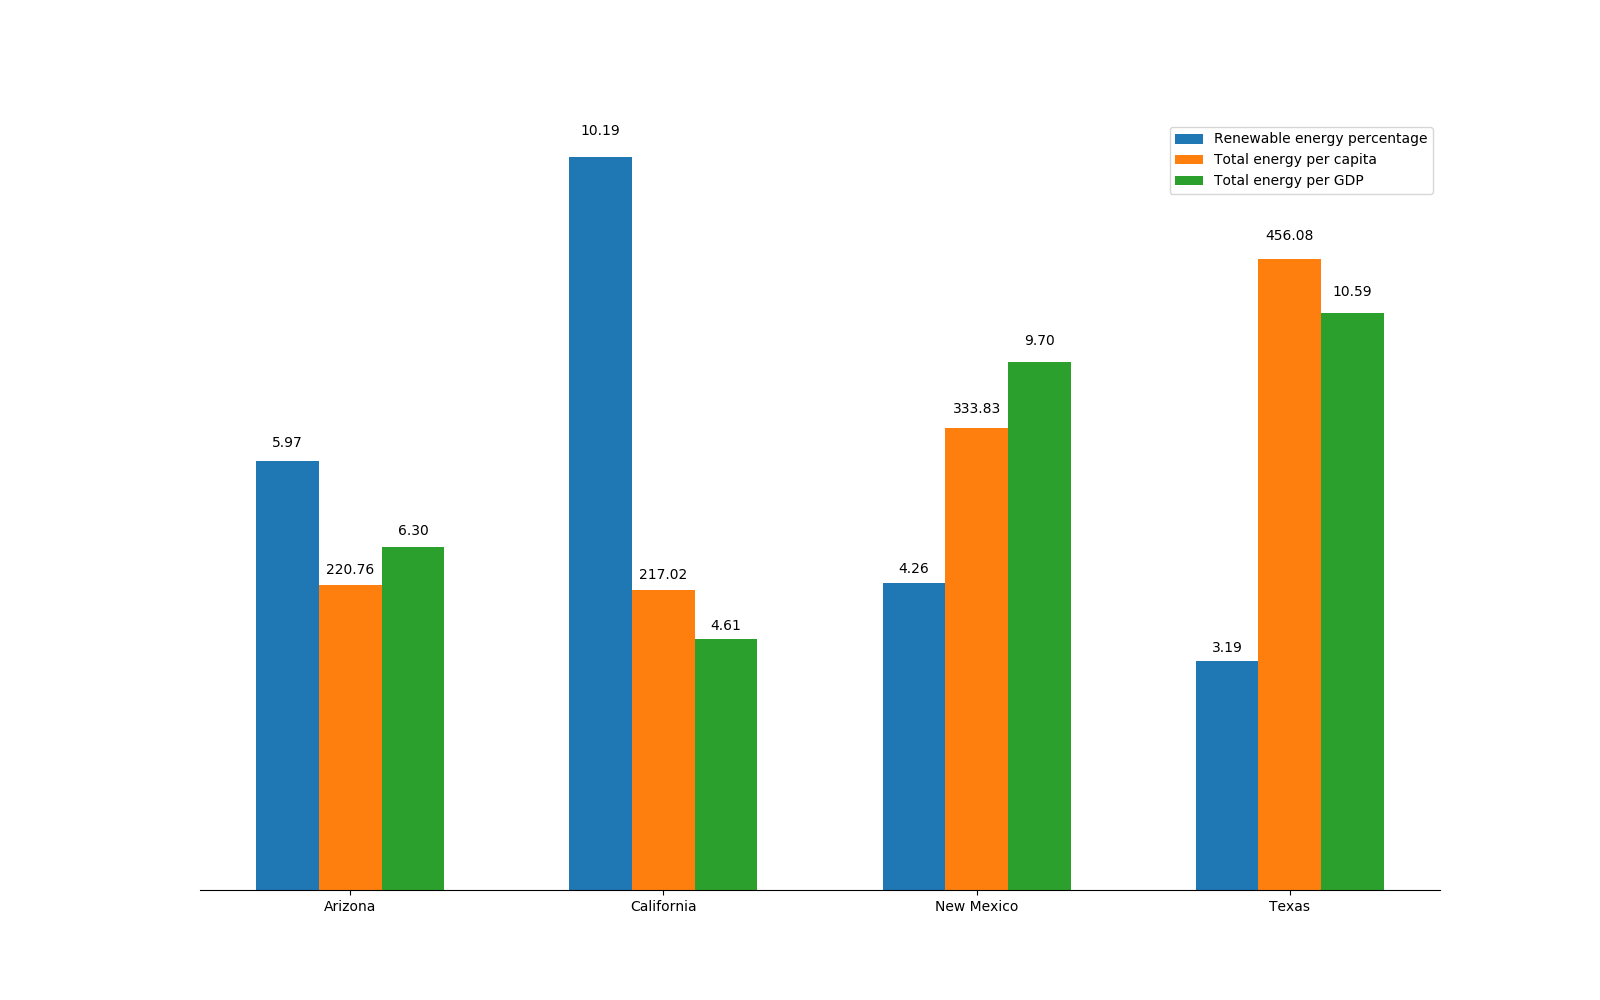 10.19
Renewable energy percentage
Total energy per capita
Total energy per GDP
456.08
10.59
9.70
333.83
5.97
6.30
220.76
217.02
4.26
4.61
3.19
Arizona
California
New Mexico
Texas